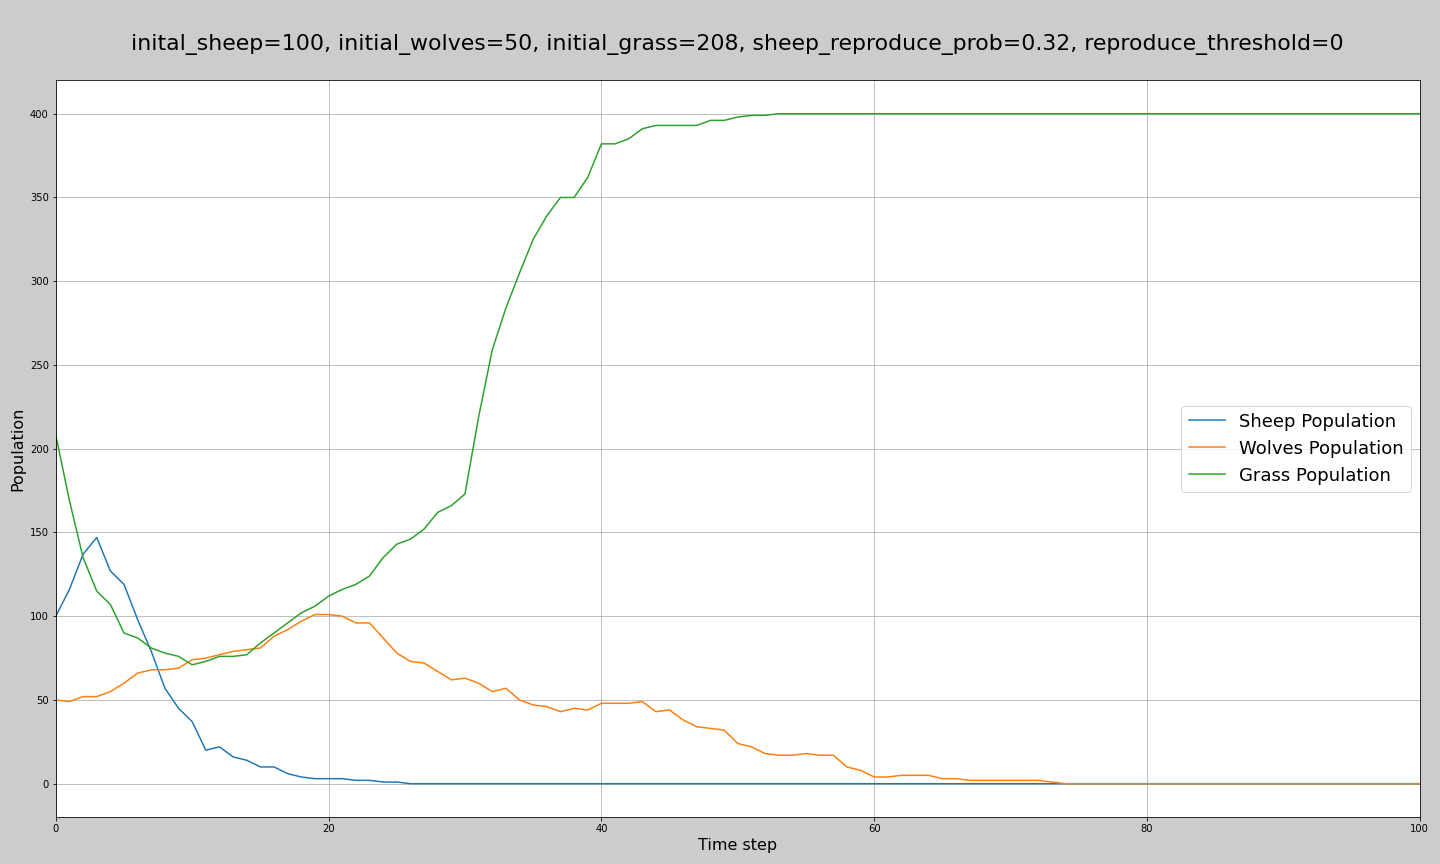 inital_sheep=100, initial_wolves=50, initial_grass=208, sheep_reproduce_prob=0.32, reproduce_threshold=0
400
350
300
250
200
150
100
50
0
Population
Sheep Population
Wolves Population
Grass Population
0 20 40 60 80 100
Time step